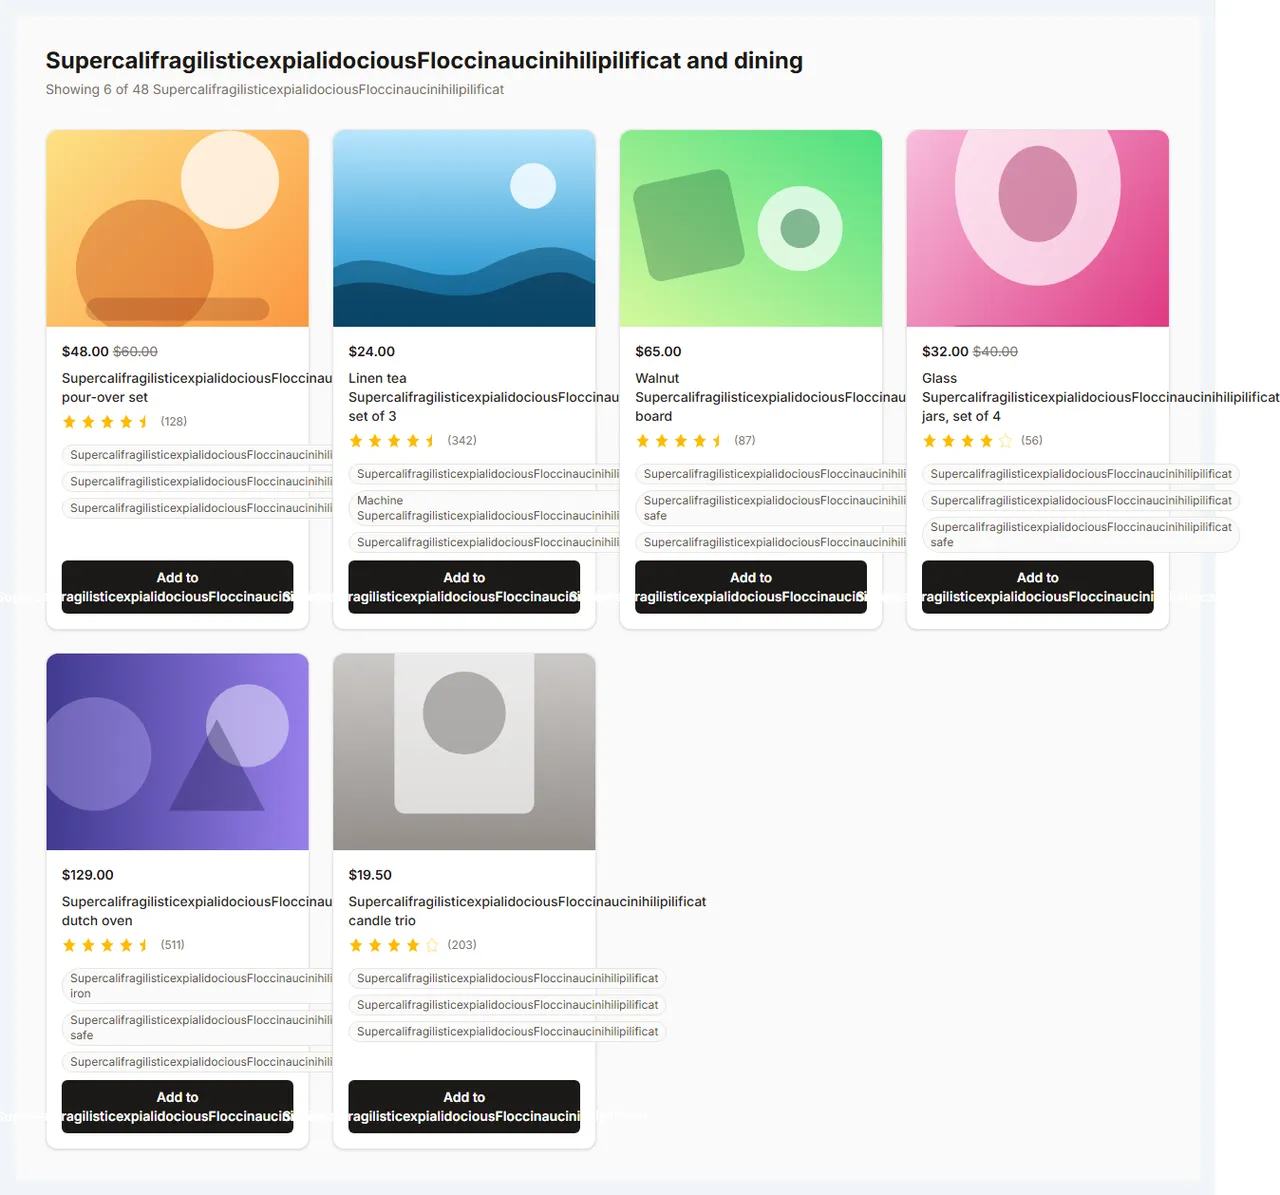 SupercalifragilisticexpialidociousFloccinaucinihilipilificat and dining
Showing 6 of 48 SupercalifragilisticexpialidociousFloccinaucinihilipilificat
$48.00 $60.00
SupercalifragilisticexpialidociousFloccinau
pour-over set
(128)
SupercalifragilisticexpialidociousFloccinaucinihili
SupercalifragilisticexpialidociousFloccinaucinihili
SupercalifragilisticexpialidociousFloccinaucinihili
Add to
ragilisticexpialidociousFloccinaucini
$24.00
Linen tea
SupercalifragilisticexpialidociousFloccinau
set of 3
(342)
SupercalifragilisticexpialidociousFloccinaucinihili
Machine
SupercalifragilisticexpialidociousFloccinaucinihili
SupercalifragilisticexpialidociousFloccinaucinihili
Add to
ragilisticexpialidociousFloccinaucini
$65.00
Walnut
SupercalifragilisticexpialidociousFloccinau
board
(87)
SupercalifragilisticexpialidociousFloccinaucinihili
SupercalifragilisticexpialidociousFloccinaucinihili
safe
SupercalifragilisticexpialidociousFloccinaucinihili
Add to
ragilisticexpialidociousFloccinaucini
$32.00 $40.00
Glass
SupercalifragilisticexpialidociousFloccinaucinihilipilificat
jars, set of 4
(56)
SupercalifragilisticexpialidociousFloccinaucinihilipilificat
SupercalifragilisticexpialidociousFloccinaucinihilipilificat
SupercalifragilisticexpialidociousFloccinaucinihilipilificat
safe
Add to
ragilisticexpialidociousFloccinaucini
$129.00
SupercalifragilisticexpialidociousFloccinau
dutch oven
(511)
SupercalifragilisticexpialidociousFloccinaucinihili
iron
SupercalifragilisticexpialidociousFloccinaucinihili
safe
SupercalifragilisticexpialidociousFloccinaucinihili
Add to
ragilisticexpialidociousFloccinaucini
$19.50
SupercalifragilisticexpialidociousFloccinaucinihilipilificat
candle trio
(203)
SupercalifragilisticexpialidociousFloccinaucinihilipilificat
SupercalifragilisticexpialidociousFloccinaucinihilipilificat
SupercalifragilisticexpialidociousFloccinaucinihilipilificat
Add to
ragilisticexpialidociousFloccinaucini